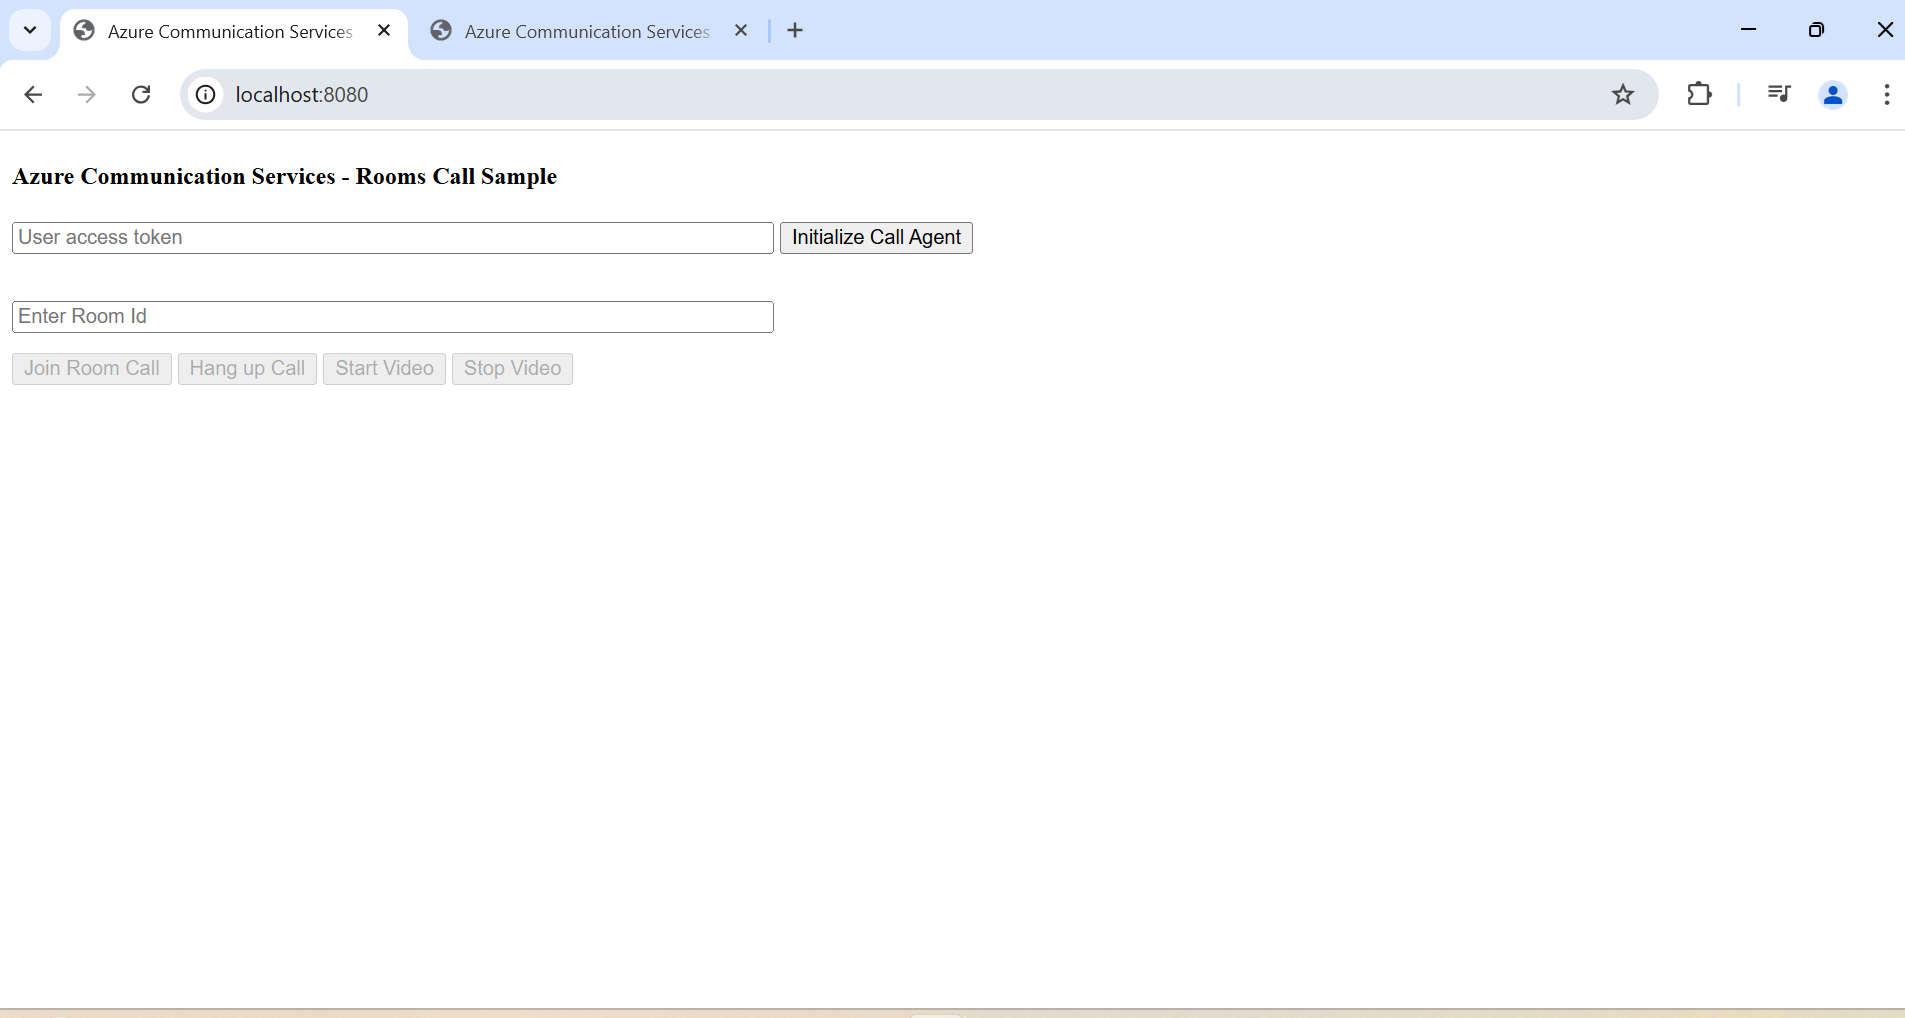 Azure Communication Services
Azure Communication Services
localhost:8080
Azure Communication Services - Rooms Call Sample
User access token
Initialize Call Agent
Enter Room Id
Join Room Call
Hang up Call
Start Video
Stop Video